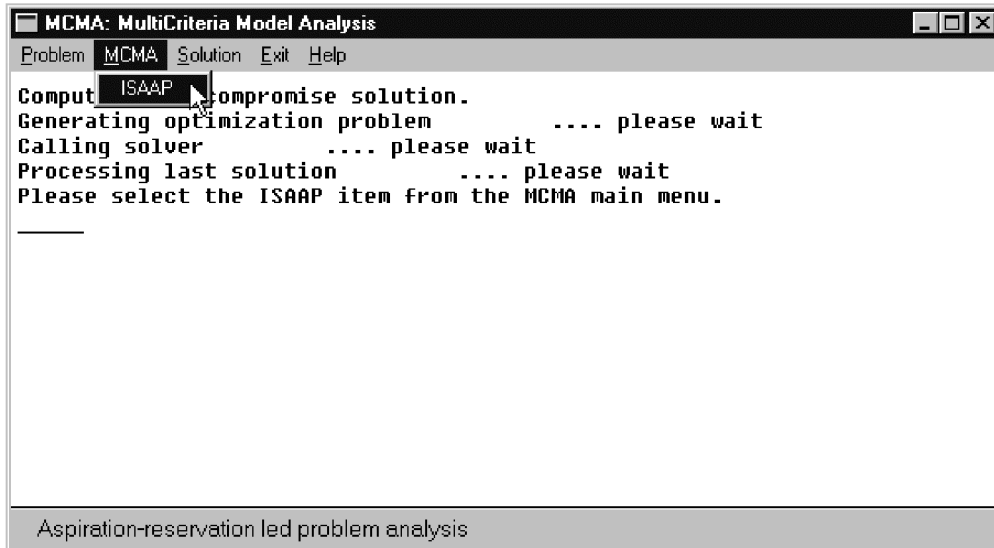 MCMA: MultiCriteria Model Analysis
Problem MCMA Solution Exit Help
ISAAP
Comput ompromise solution.
Generating optimization problem .... please wait
Calling solver .... please wait
Processing last solution .... please wait
Please select the ISAAP item from the MCMA main menu.
Aspiration-reservation led problem analysis